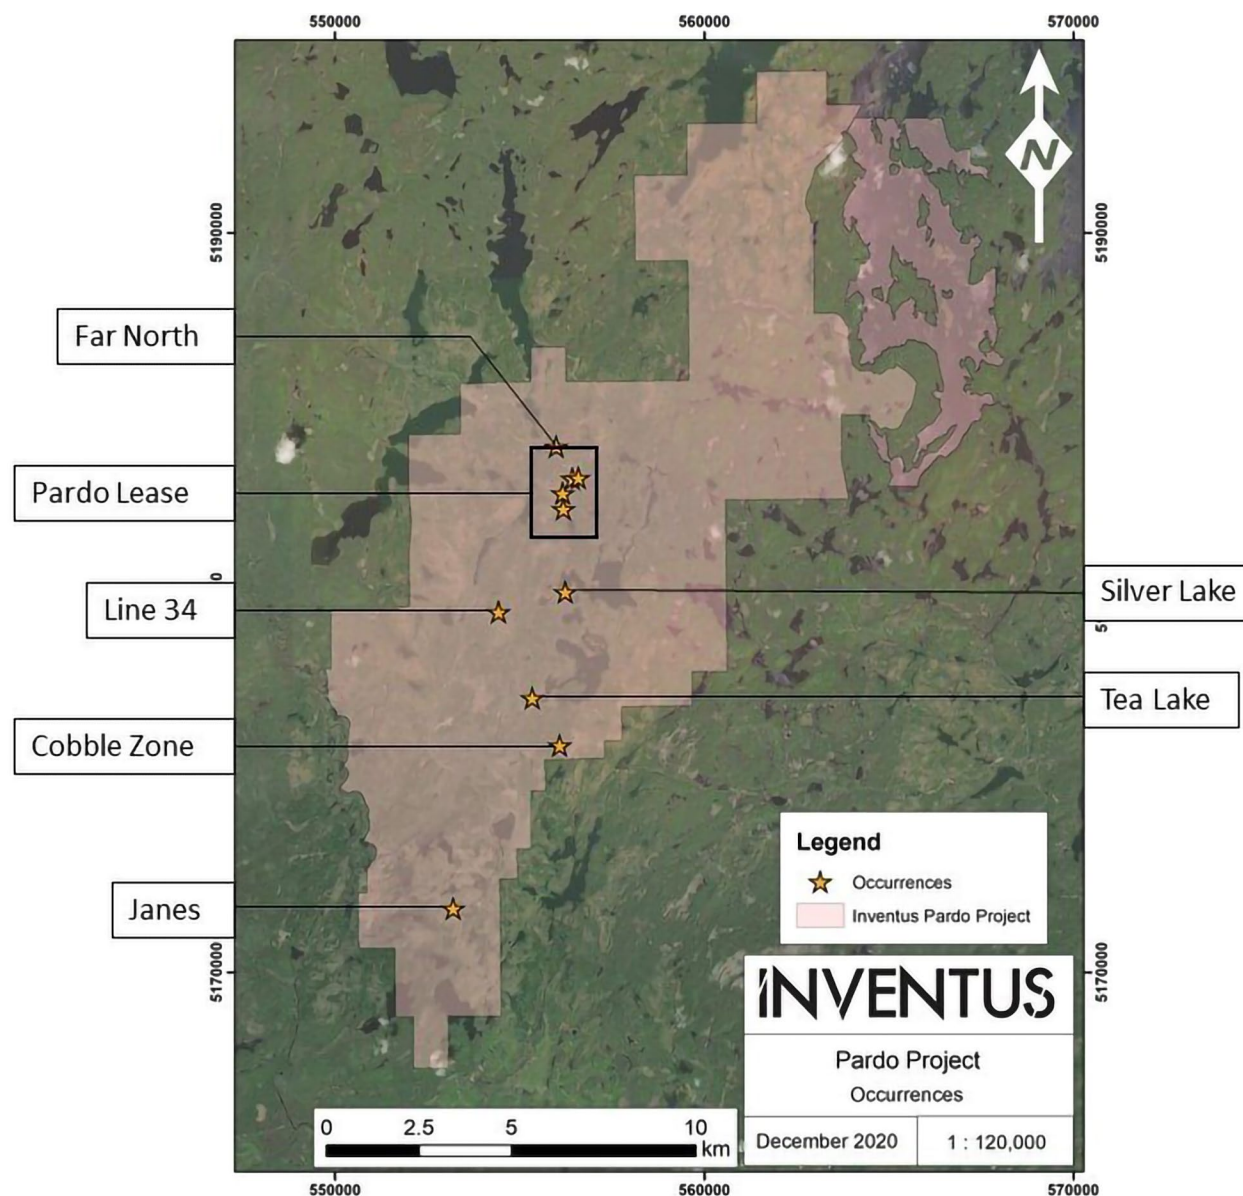 550000
560000
570000
N
5190000
5190000
Far North
Pardo Lease
0
Silver Lake
Line 34
5
Tea Lake
Cobble Zone
Legend
Occurrences
Inventus Pardo Project
Janes
5170000
5170000
INVENTUS
Pardo Project
Occurrences
0 2.5 5 10
km
December 2020
1 : 120,000
550000
560000
570000